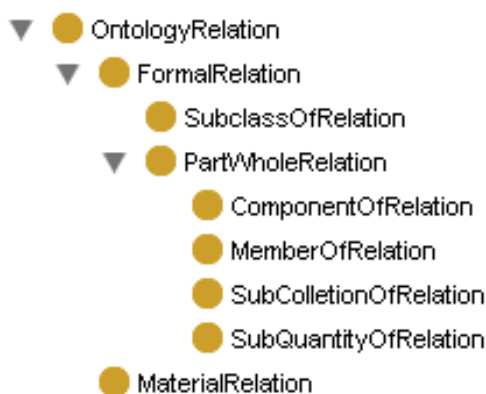 OntologyRelation
FormalRelation
SubclassOfRelation
PartWholeRelation
ComponentOfRelation
MemberOfRelation
SubColletionOfRelation
SubQuantityOfRelation
MaterialRelation